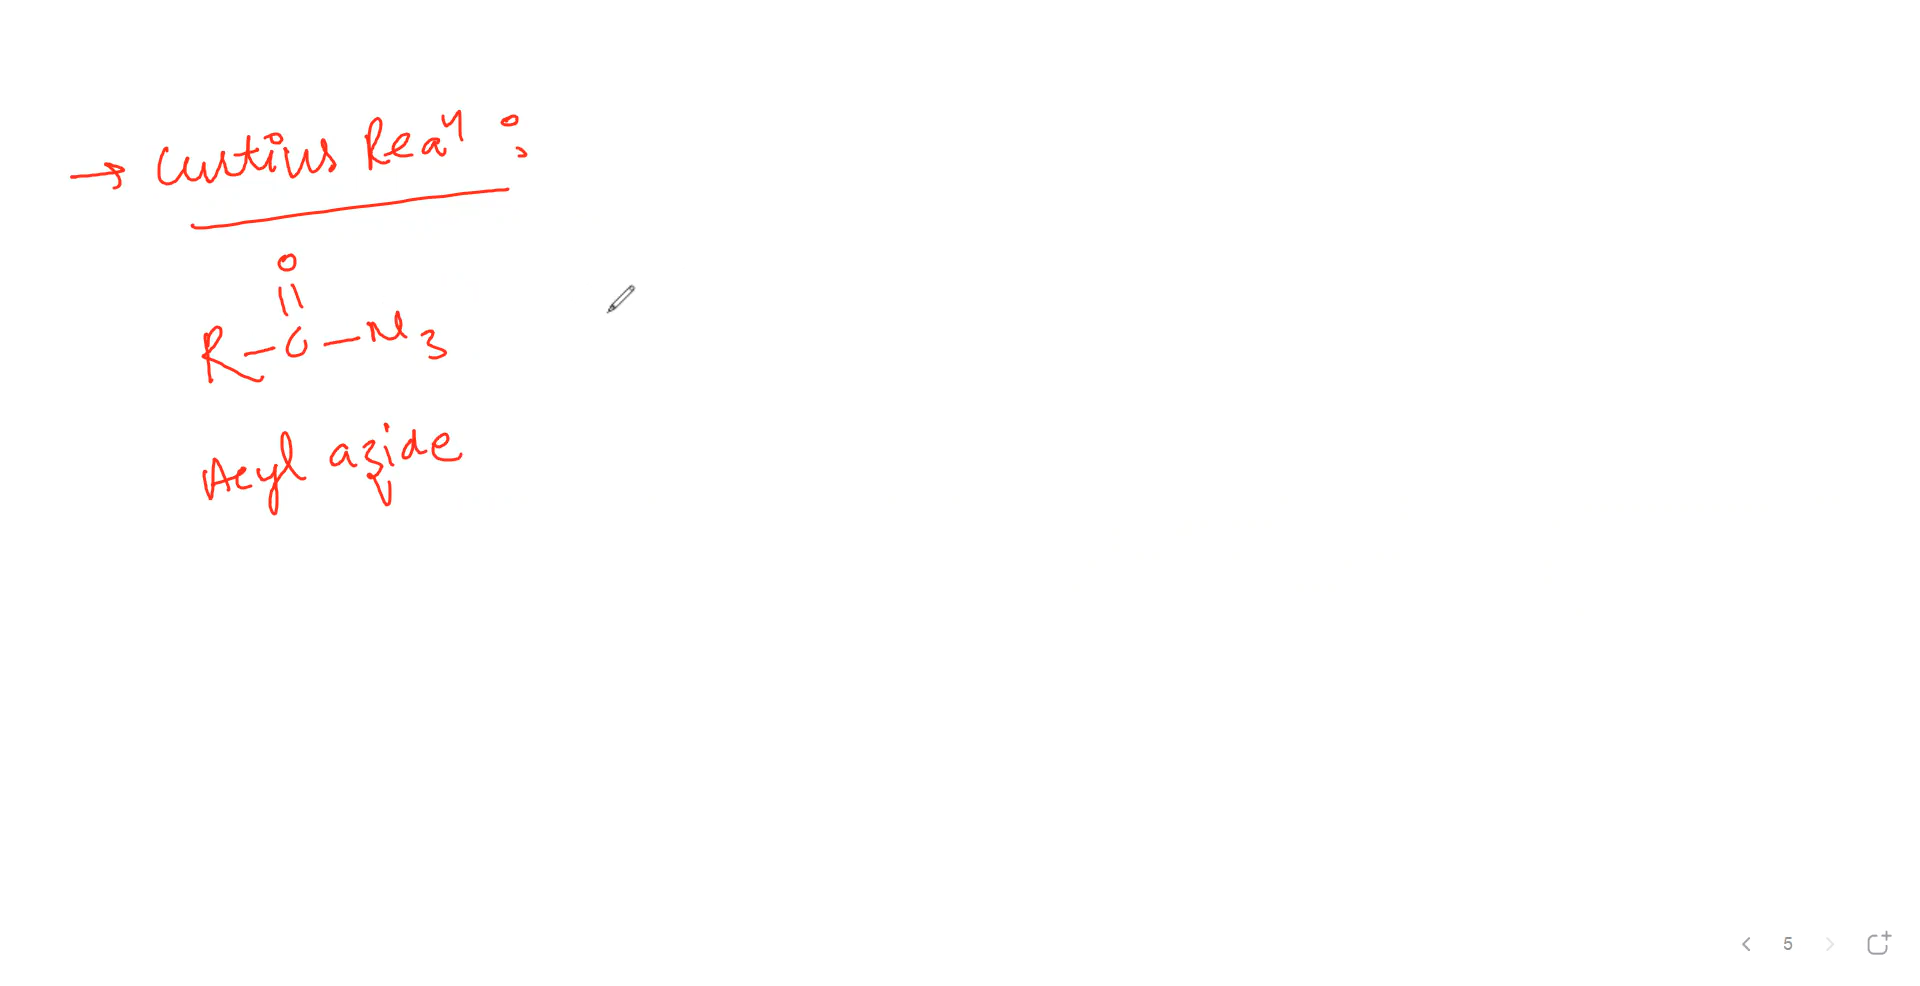 → Curtius Reaⁿ :
O
||
R-C-N3
Acyl azide
5